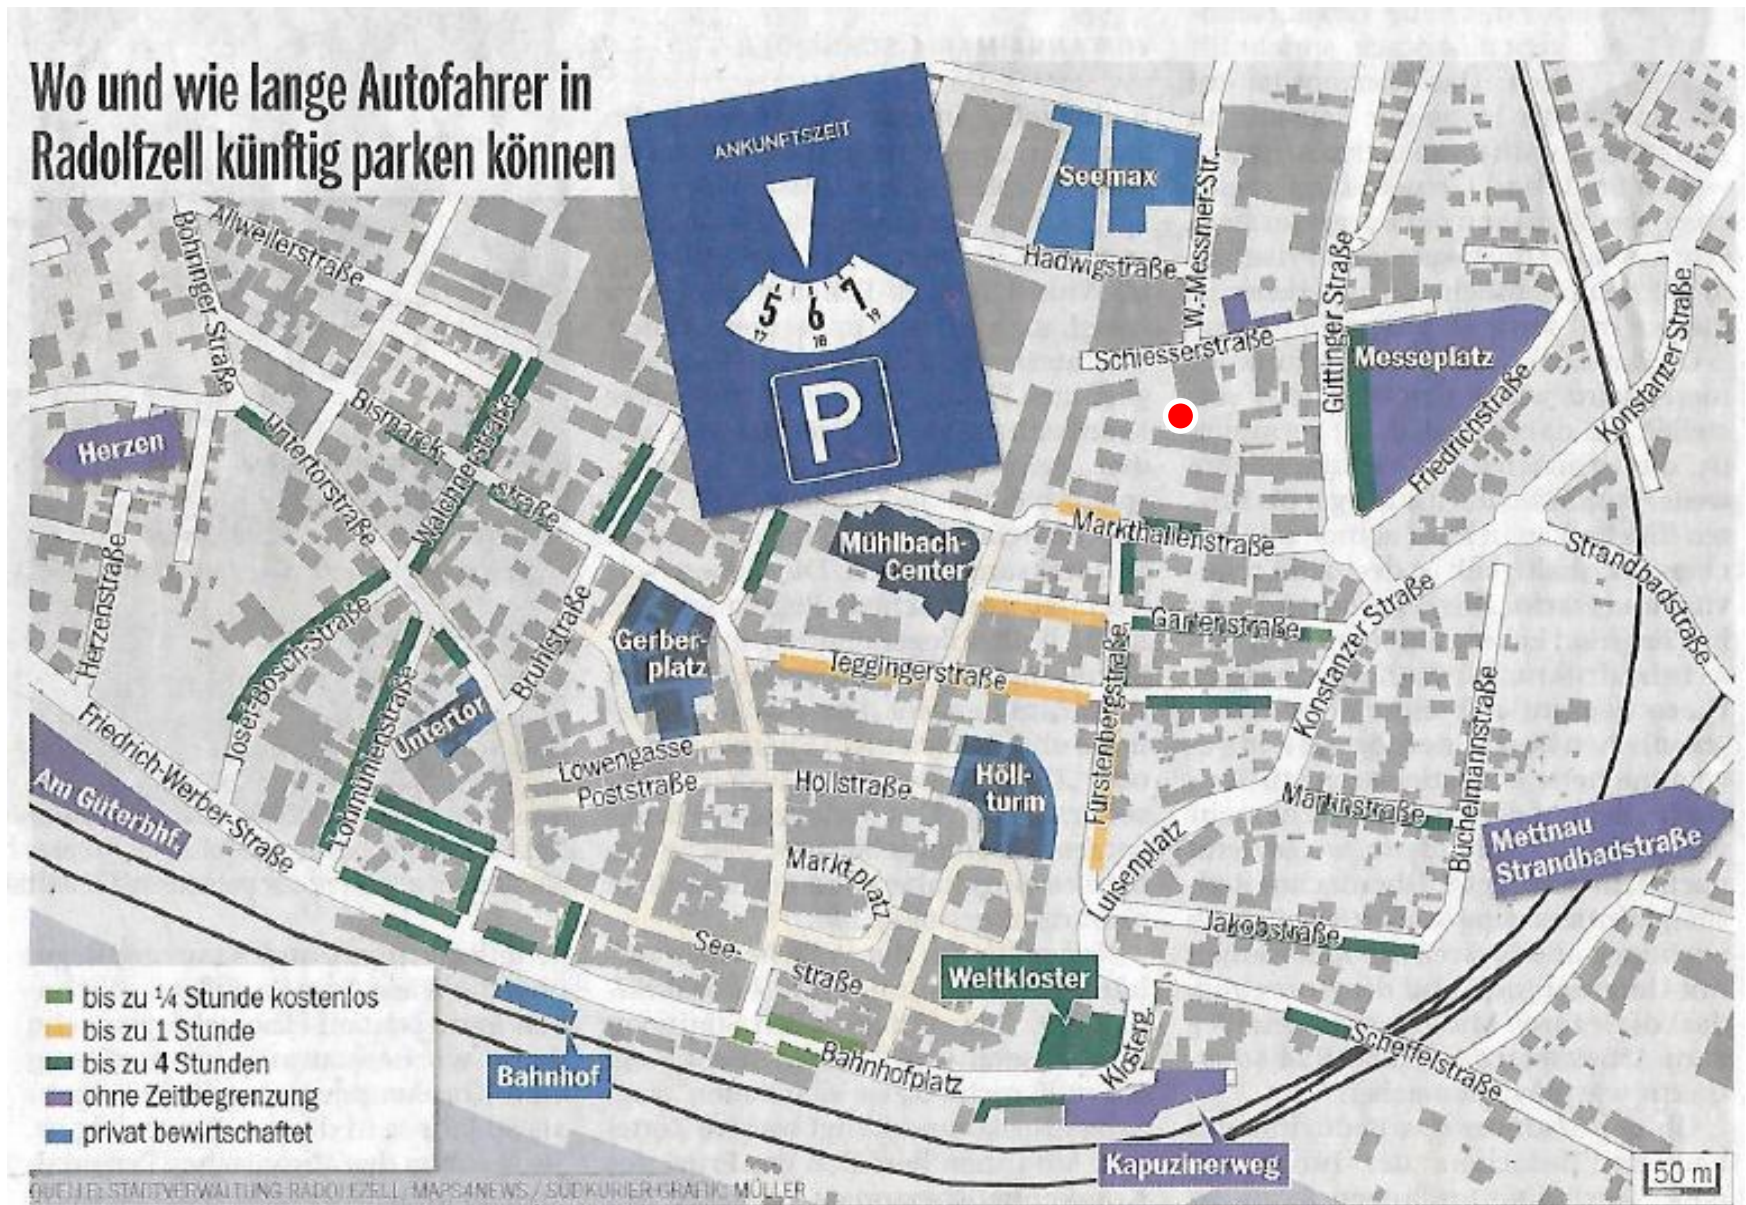 Wo und wie lange Autofahrer in
Radolfzell künftig parken können
ANKUNFTSZEIT
5 6 7
17 18 19
P
Seemax
Hadwigstraße
W.-Messmer-Str.
Schiesserstraße
Güttinger Straße
Messeplatz
Friedrichstraße
Konstanzer Straße
Allweilerstraße
Böhringer Straße
Herzen
Untertorstraße
Bismarck-
straße
Walchnerstraße
Herzenstraße
Josef-Bosch-Straße
Brühlstraße
Mühlbach-
Center
Markthallenstraße
Strandbadstraße
Gerber-
platz
Teggingerstraße
Gartenstraße
Fürstenbergstraße
Konstanzer Straße
Büchelmannstraße
Untertor
Lohmühlenstraße
Friedrich-Werber-Straße
Am Güterbhf.
Löwengasse
Poststraße
Höllstraße
Höll-
turm
Martinstraße
Mettnau
Strandbadstraße
Marktplatz
Luisenplatz
Jakobstraße
See-
straße
Weltkloster
Klosterg.
Scheffelstraße
Bahnhofplatz
Bahnhof
Kapuzinerweg
bis zu ¼ Stunde kostenlos
bis zu 1 Stunde
bis zu 4 Stunden
ohne Zeitbegrenzung
privat bewirtschaftet
50 m
QUELLE: STADTVERWALTUNG RADOLFZELL / MAPS4NEWS / SÜDKURIER-GRAFIK: MÜLLER